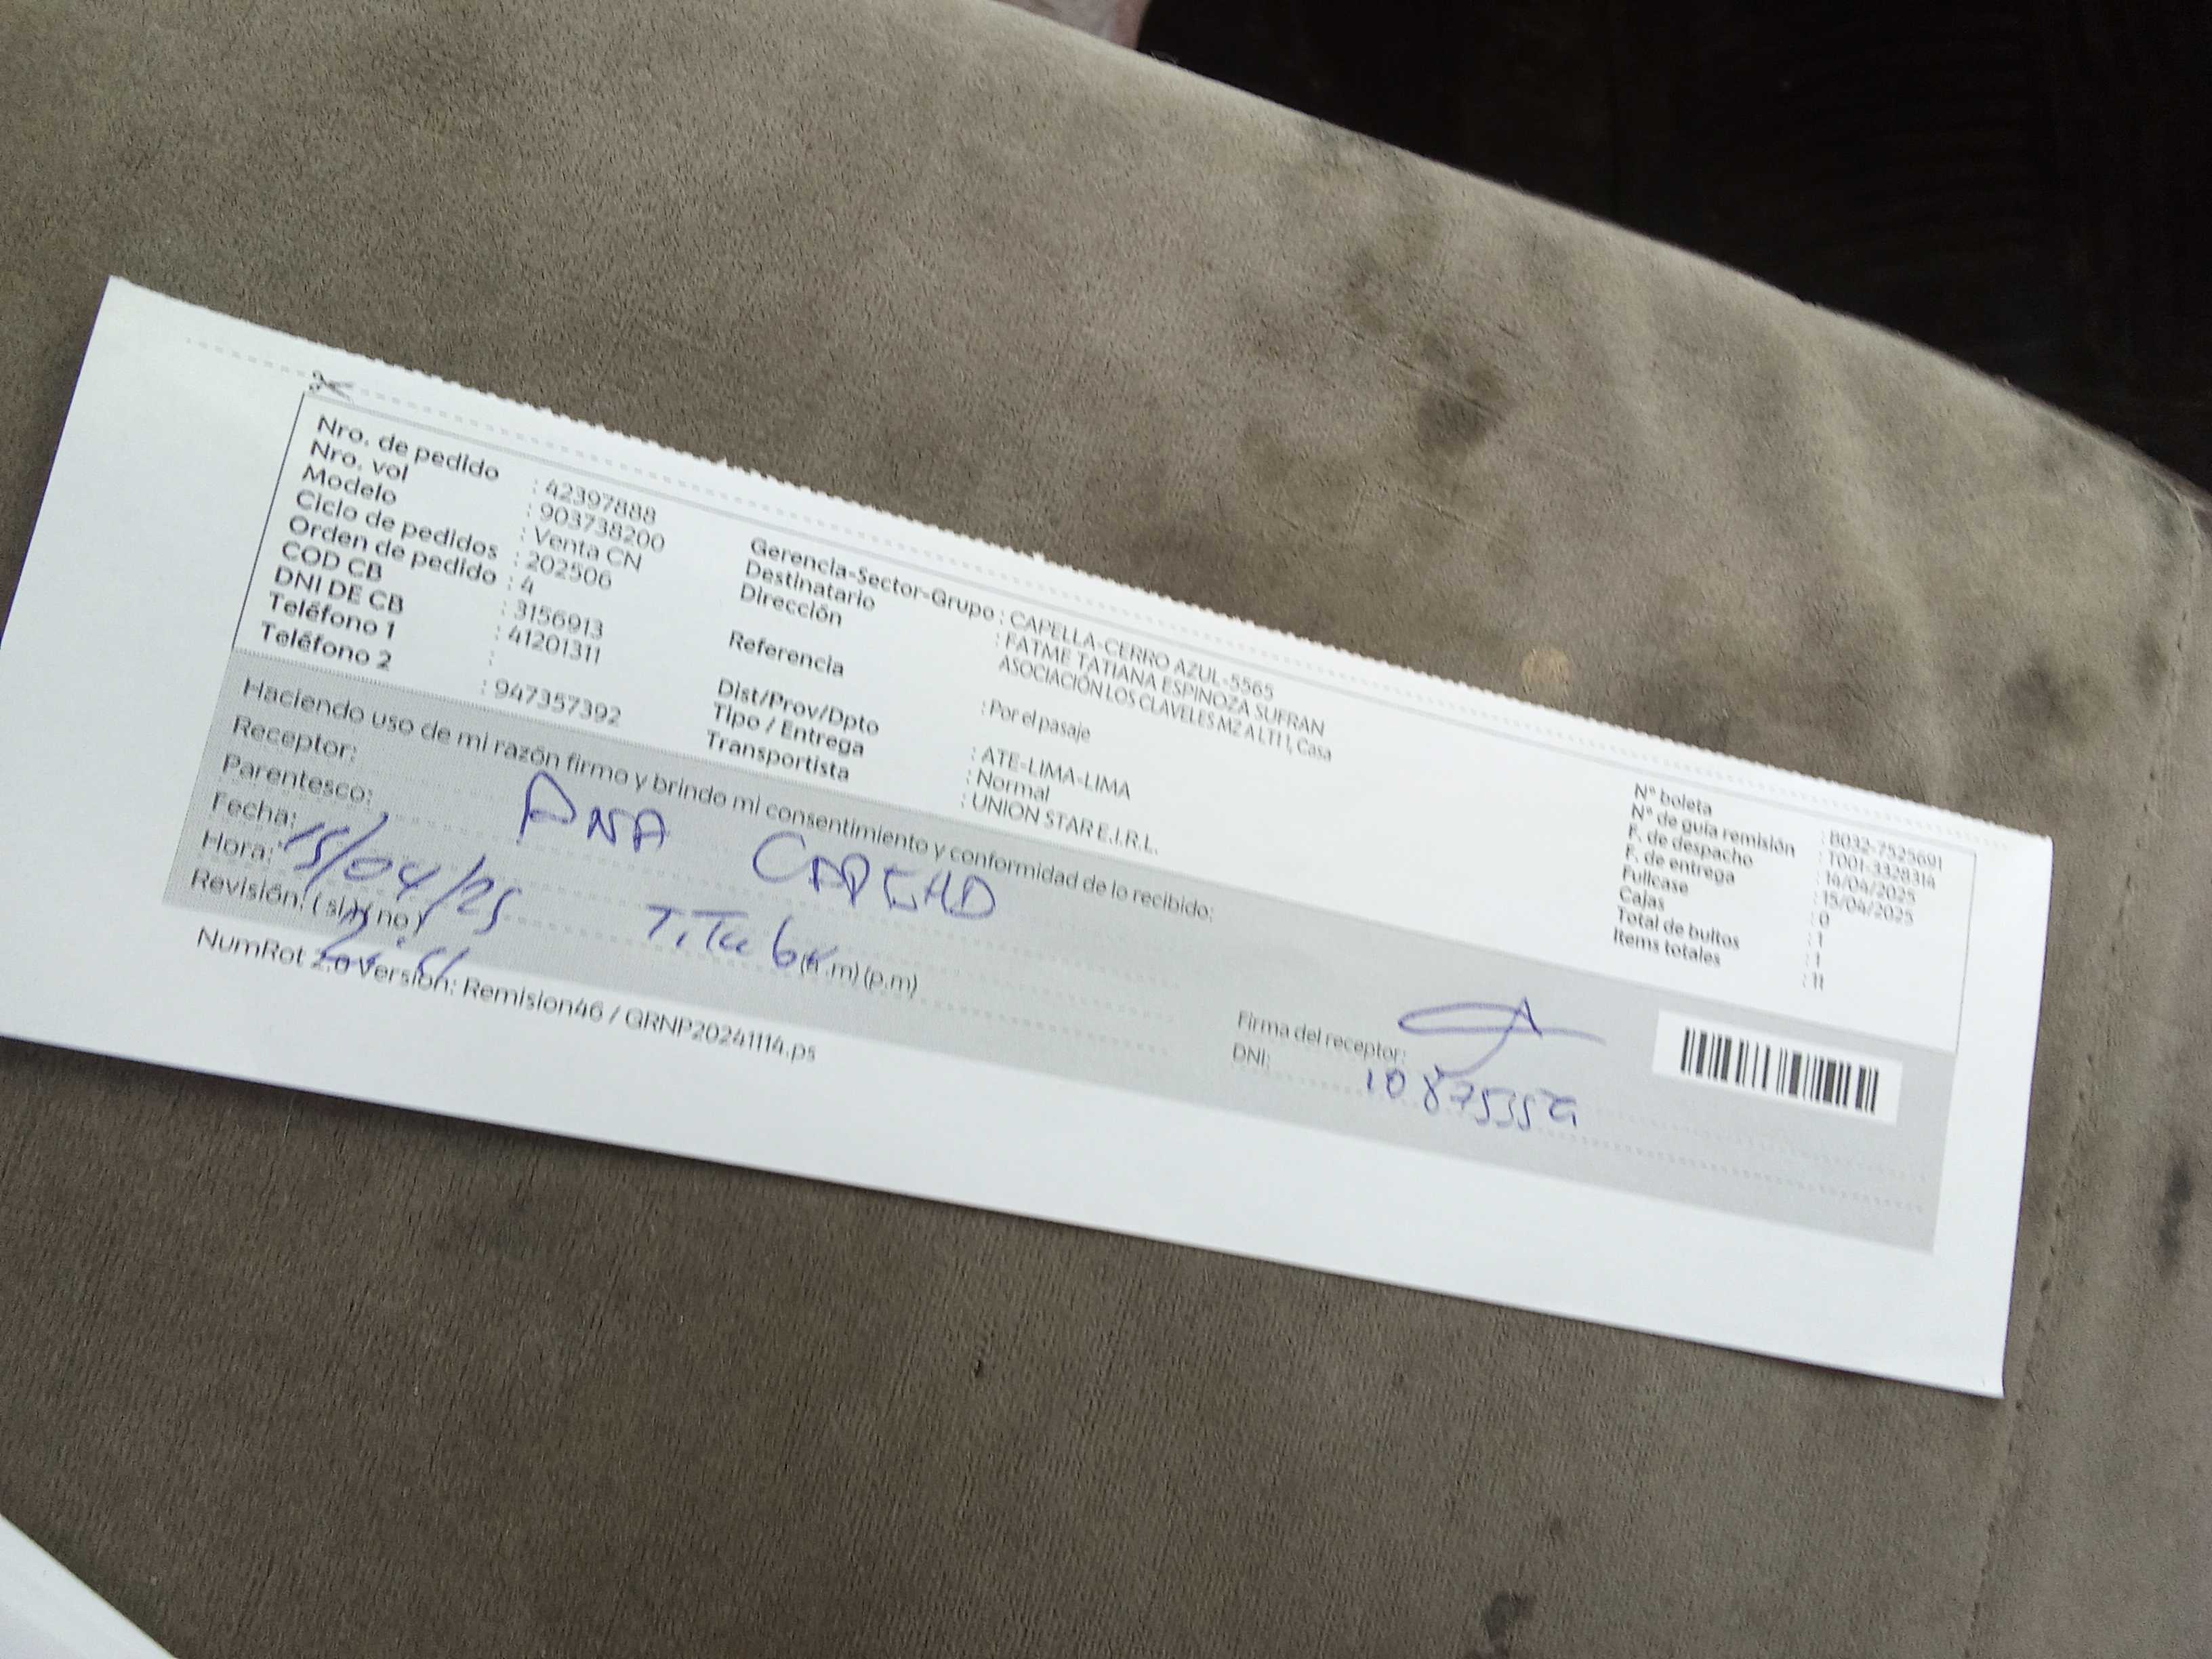 Nro. de pedido : 42397888
Nro. vol : 903738200
Modelo : Venta CN
Ciclo de pedidos : 202506
Orden de pedido : 4
COD CB : 3156913
DNI DE CB : 41201311
Teléfono 1 :
Teléfono 2 : 947357392
Gerencia-Sector-Grupo : CAPELLA-CERRO AZUL-5565
Destinatario : FATME TATIANA ESPINOZA SUFRAN
Dirección ASOCIACIÓN LOS CLAVELES MZ A LT11, Casa
Referencia : Por el pasaje
Dist/Prov/Dpto : ATE-LIMA-LIMA
Tipo / Entrega : Normal
Transportista : UNION STAR E.I.R.L.
N° boleta : B032-7525691
N° de guía remisión : T001-3328314
F. de despacho : 14/04/2025
F. de entrega : 15/04/2025
Fullcase : 0
Cajas : 1
Total de bultos : 1
Items totales : 11
Haciendo uso de mi razón firmo y brindo mi consentimiento y conformidad de lo recibido:
Receptor: ANA
Parentesco:
Fecha: 15/04/25
Hora: (a.m) (p.m)
Revisión: ( si ) ( no )
Firma del receptor:
DNI:
NumRot 2.0 Versión: Remision46 / GRNP20241114.ps